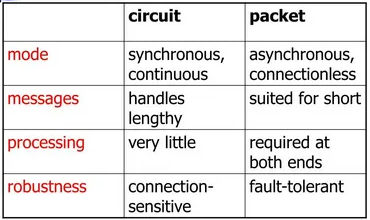 circuit packet
mode synchronous, asynchronous,
continuous connectionless
messages handles suited for short
lengthy
processing very little required at
both ends
robustness connection- fault-tolerant
sensitive